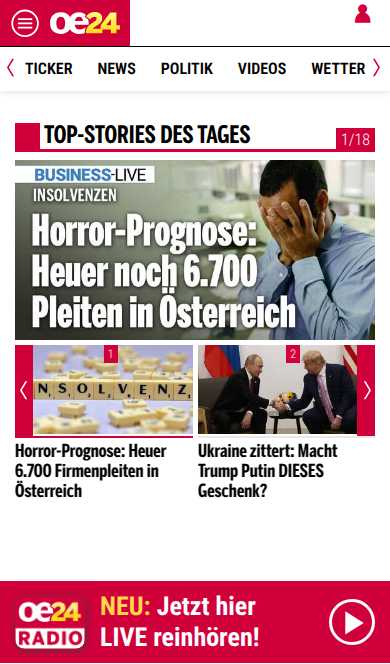 oe24
TICKER NEWS POLITIK VIDEOS WETTER
TOP-STORIES DES TAGES
1/18
BUSINESS-LIVE
INSOLVENZEN
Horror-Prognose:
Heuer noch 6.700
Pleiten in Österreich
1
NSOLVENZ
2
Horror-Prognose: Heuer
6.700 Firmenpleiten in
Österreich
Ukraine zittert: Macht
Trump Putin DIESES
Geschenk?
oe24
RADIO
NEU: Jetzt hier
LIVE reinhören!